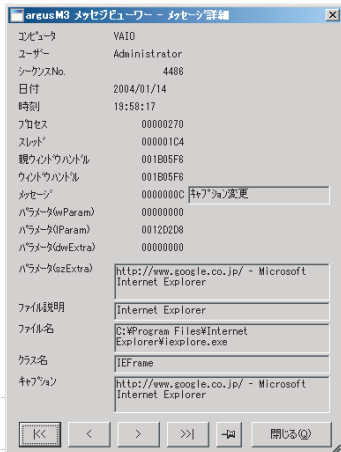 argusM3 メッセージビューワー - メッセージ詳細
コンピュータ VAIO
ユーザー Administrator
シーケンスNo. 4486
日付 2004/01/14
時刻 19:58:17
プロセス 00000270
スレッド 000001C4
親ウィンドウハンドル 001B05F6
ウィンドウハンドル 001B05F6
メッセージ 0000000C キャプション変更
パラメータ(wParam) 00000000
パラメータ(lParam) 0012D2D8
パラメータ(dwExtra) 00000000
パラメータ(szExtra) http://www.google.co.jp/ - Microsoft
Internet Explorer
ファイル説明 Internet Explorer
ファイル名 C:¥Program Files¥Internet
Explorer¥iexplore.exe
クラス名 IEFrame
キャプション http://www.google.co.jp/ - Microsoft
Internet Explorer
|<< < > >>| 閉じる(Q)